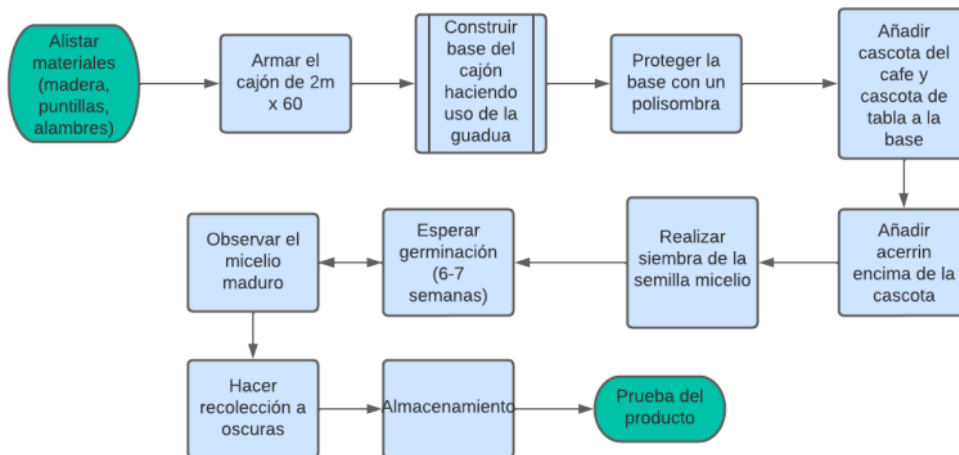 Alistar
materiales
(madera,
puntillas,
alambres)
Armar el
cajón de 2m
x 60
Construir
base del
cajón
haciendo
uso de la
guadua
Proteger la
base con un
polisombra
Añadir
cascota del
cafe y
cascota de
tabla a la
base
Añadir
acerrin
encima de la
cascota
Realizar
siembra de la
semilla micelio
Esperar
germinación
(6-7
semanas)
Observar el
micelio
maduro
Hacer
recolección a
oscuras
Almacenamiento
Prueba del
producto